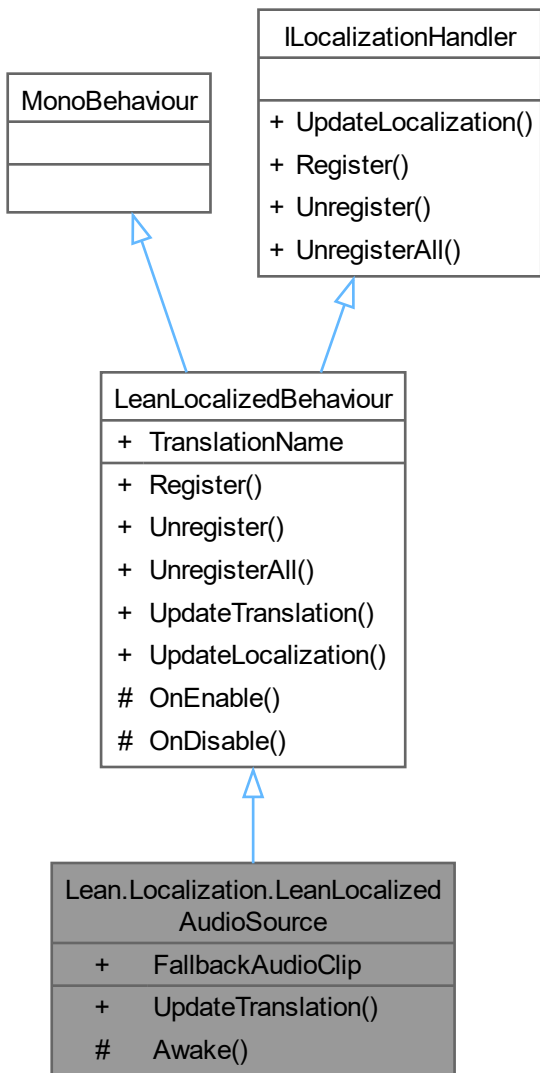 ILocalizationHandler
+ UpdateLocalization()
+ Register()
+ Unregister()
+ UnregisterAll()
MonoBehaviour
LeanLocalizedBehaviour
+ TranslationName
+ Register()
+ Unregister()
+ UnregisterAll()
+ UpdateTranslation()
+ UpdateLocalization()
# OnEnable()
# OnDisable()
Lean.Localization.LeanLocalized
AudioSource
+ FallbackAudioClip
+ UpdateTranslation()
# Awake()